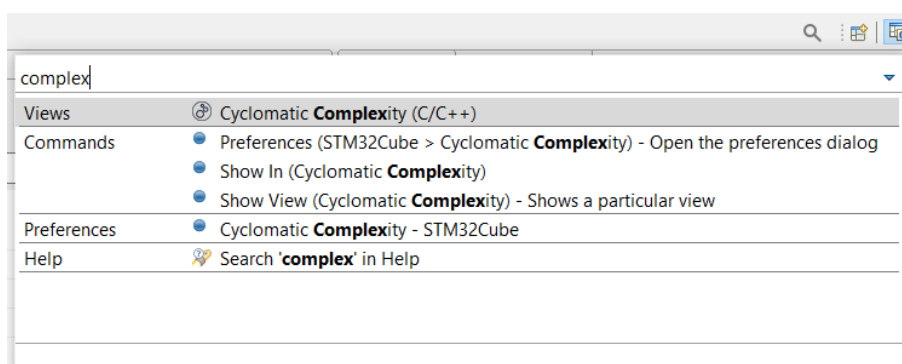 complex
Views Cyclomatic Complexity (C/C++)
Commands Preferences (STM32Cube > Cyclomatic Complexity) - Open the preferences dialog
Show In (Cyclomatic Complexity)
Show View (Cyclomatic Complexity) - Shows a particular view
Preferences Cyclomatic Complexity - STM32Cube
Help Search 'complex' in Help